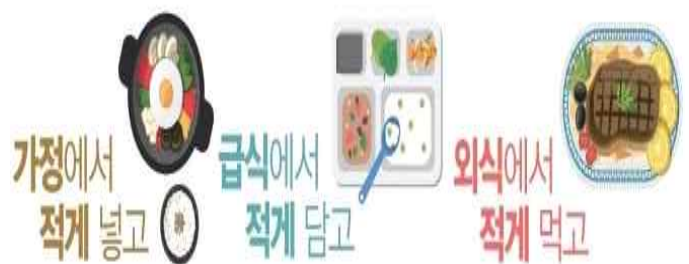 가정에서
적게 넣고
급식에서
적게 담고
외식에서
적게 먹고